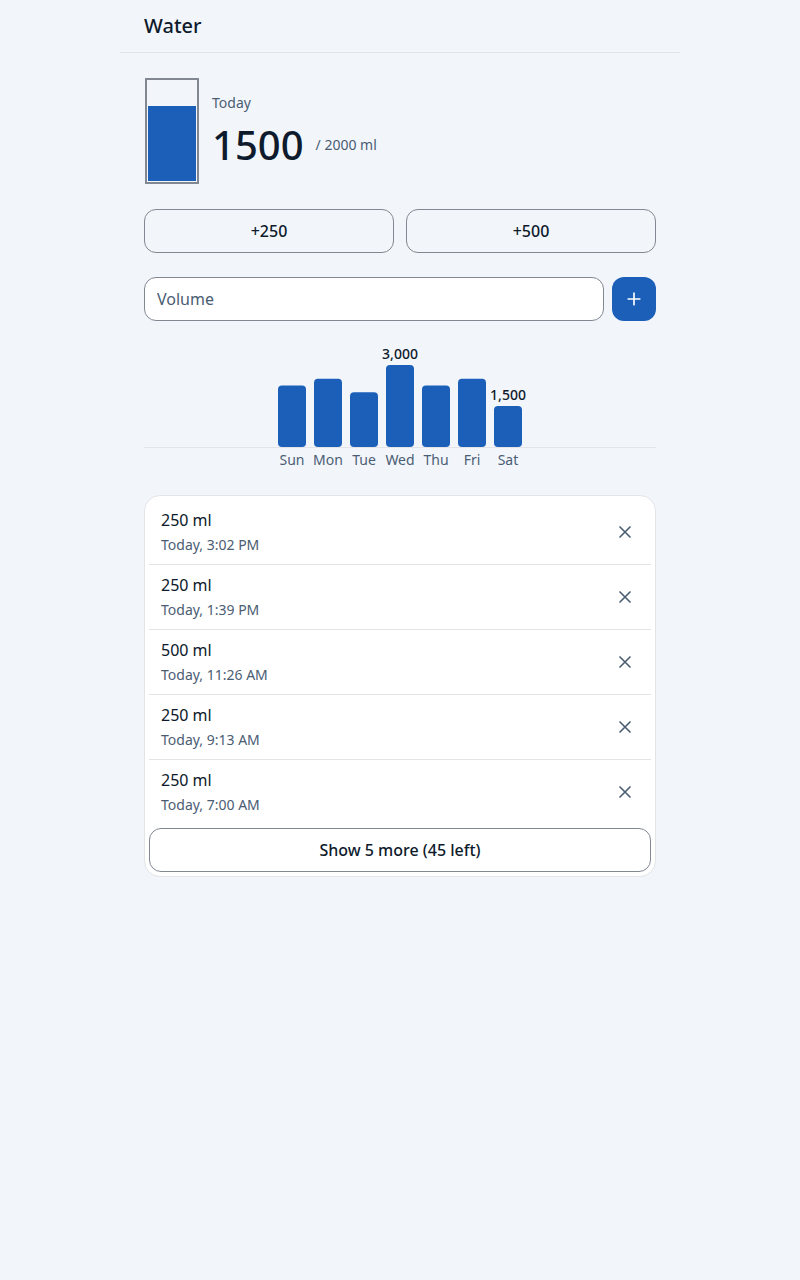 Water
Today
1500 / 2000 ml
+250 +500
Volume
3,000
1,500
Sun Mon Tue Wed Thu Fri Sat
250 ml
Today, 3:02 PM
250 ml
Today, 1:39 PM
500 ml
Today, 11:26 AM
250 ml
Today, 9:13 AM
250 ml
Today, 7:00 AM
Show 5 more (45 left)